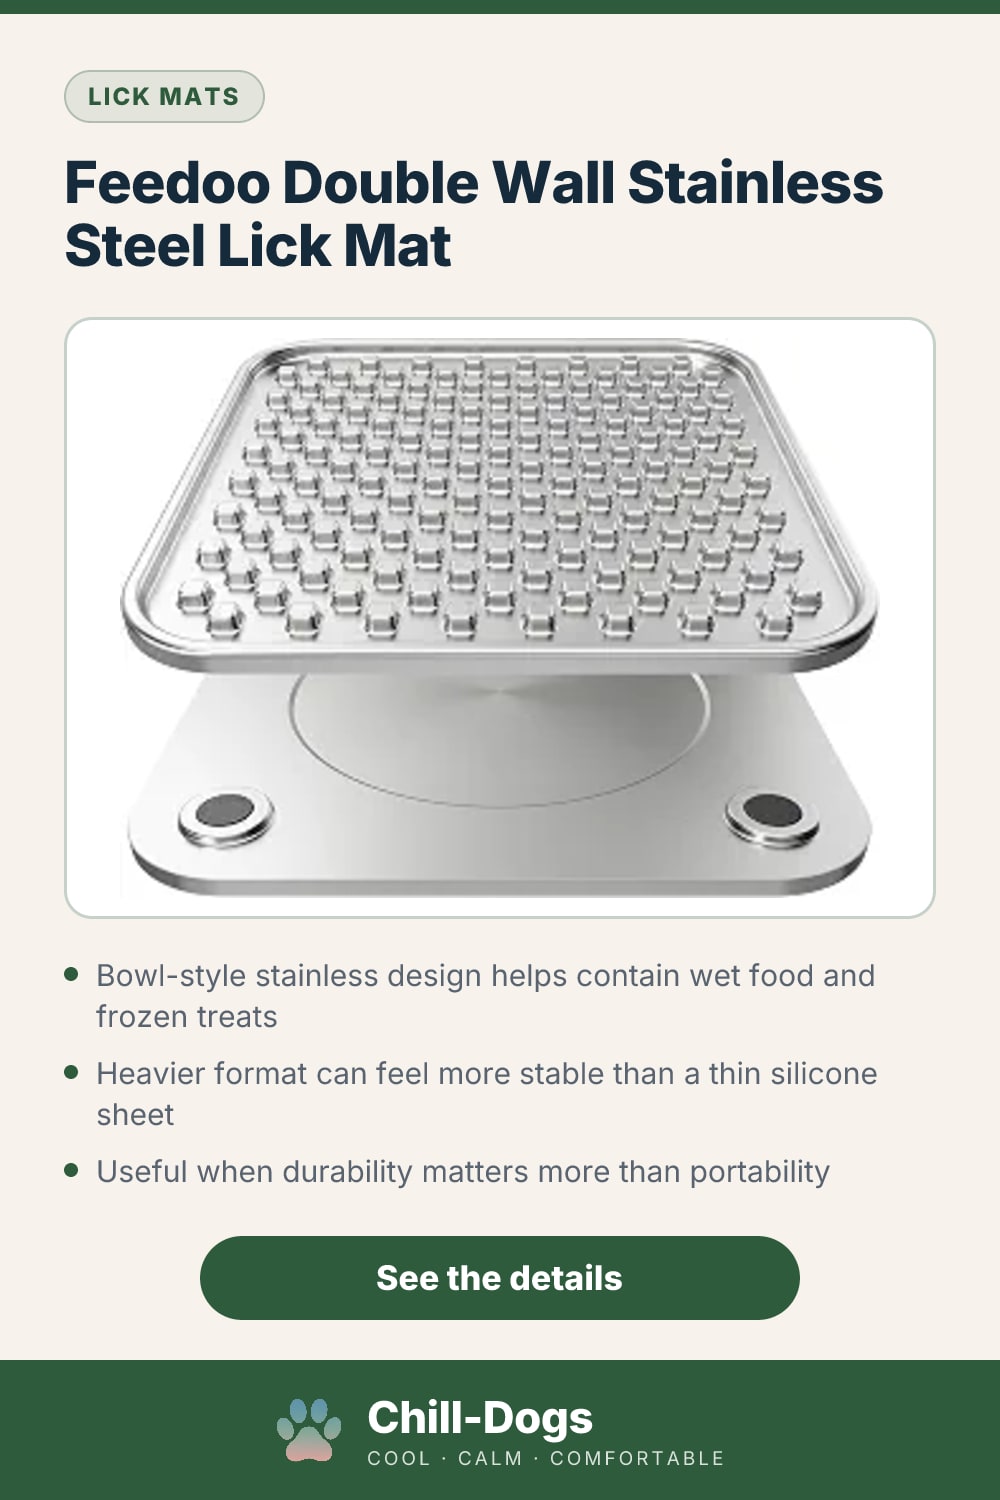 LICK MATS
Feedoo Double Wall Stainless
Steel Lick Mat
Bowl-style stainless design helps contain wet food and
frozen treats
Heavier format can feel more stable than a thin silicone
sheet
Useful when durability matters more than portability
See the details
Chill-Dogs
COOL · CALM · COMFORTABLE